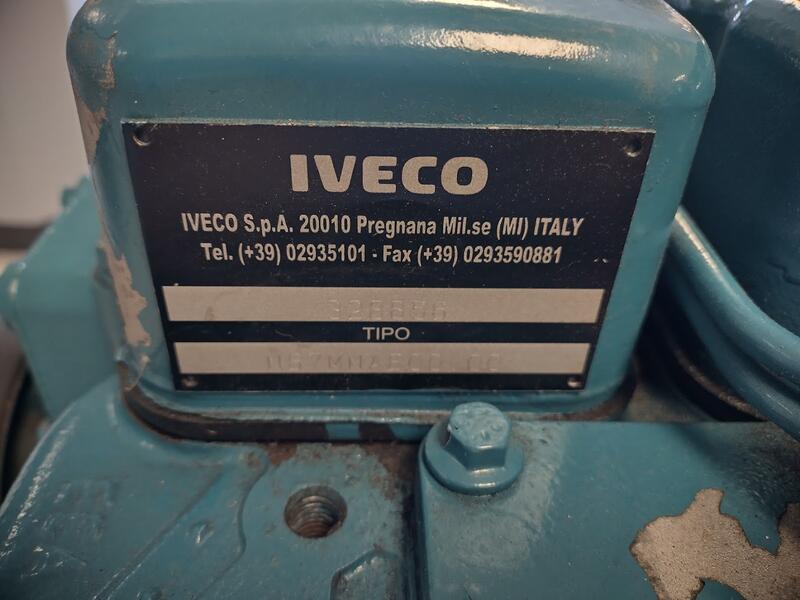 IVECO
IVECO S.p.A. 20010 Pregnana Mil.se (MI) ITALY
Tel. (+39) 02935101 - Fax (+39) 0293590881
TIPO